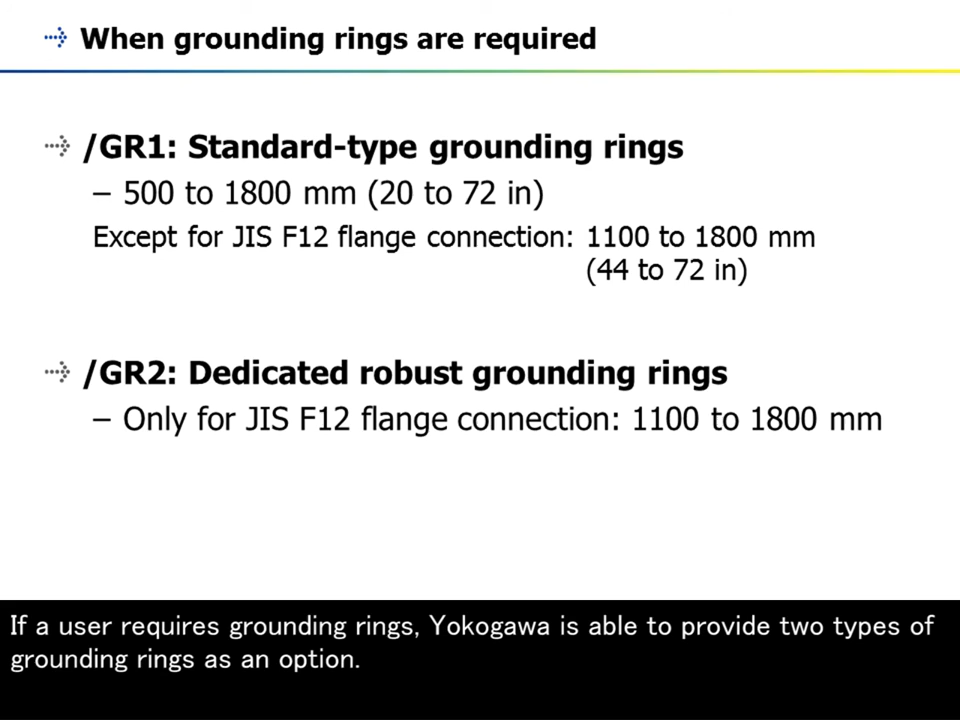 When grounding rings are required
/GR1: Standard-type grounding rings
– 500 to 1800 mm (20 to 72 in)
Except for JIS F12 flange connection: 1100 to 1800 mm
(44 to 72 in)
/GR2: Dedicated robust grounding rings
– Only for JIS F12 flange connection: 1100 to 1800 mm
If a user requires grounding rings, Yokogawa is able to provide two types of
grounding rings as an option.